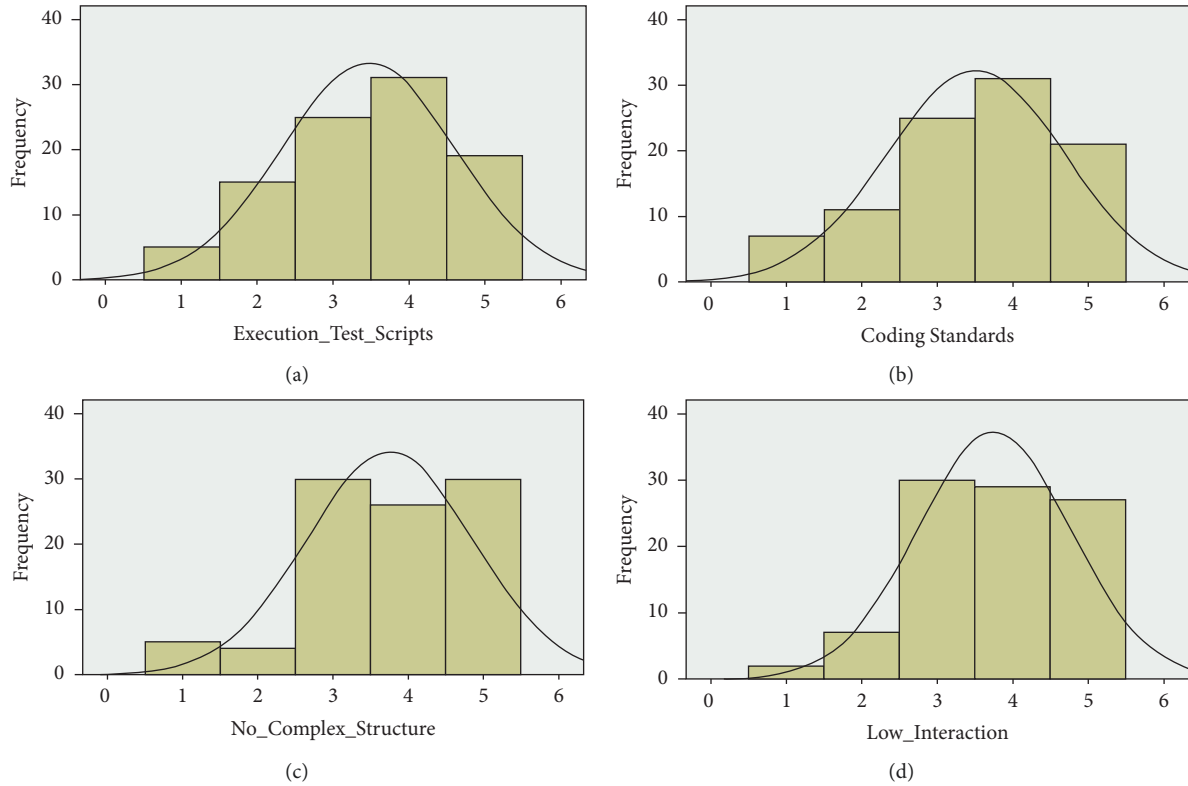 40
30
20
10
0
Frequency
0 1 2 3 4 5 6
Execution_Test_Scripts
(a)
40
30
20
10
0
Frequency
0 1 2 3 4 5 6
Coding Standards
(b)
40
30
20
10
0
Frequency
0 1 2 3 4 5 6
No_Complex_Structure
(c)
40
30
20
10
0
Frequency
0 1 2 3 4 5 6
Low_Interaction
(d)